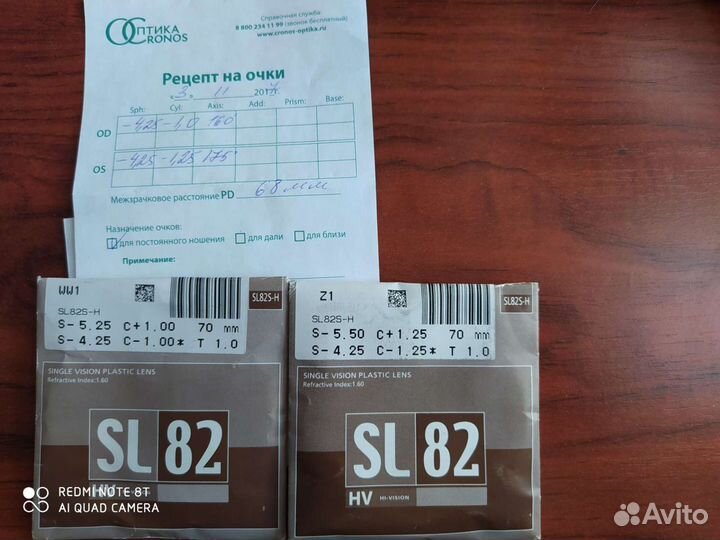 ОПТИКА
CRONOS
Справочная служба:
8 800 234 11 99 (звонок бесплатный)
www.cronos-optika.ru
Рецепт на очки
« 3 » 11 2017г.
Sph: Cyl: Axis: Add: Prism: Base:
OD -4,25 -1,0 160°
OS -4,25 -1,25 175°
Межзрачковое расстояние PD 68 мм
Назначение очков:
для постоянного ношения для дали для близи
Примечание:
WW1
SL82S-H
SL82S-H
S- 5.25 C+1.00 70 mm
S- 4.25 C-1.00* T 1.0
SINGLE VISION PLASTIC LENS
Refractive Index:1.60
SL 82
HV
Z1
SL82S-H
SL82S-H
S- 5.50 C+1.25 70 mm
S- 4.25 C-1.25* T 1.0
SINGLE VISION PLASTIC LENS
Refractive Index:1.60
SL 82
HV HI-VISION
REDMI NOTE 8T
AI QUAD CAMERA
Avito